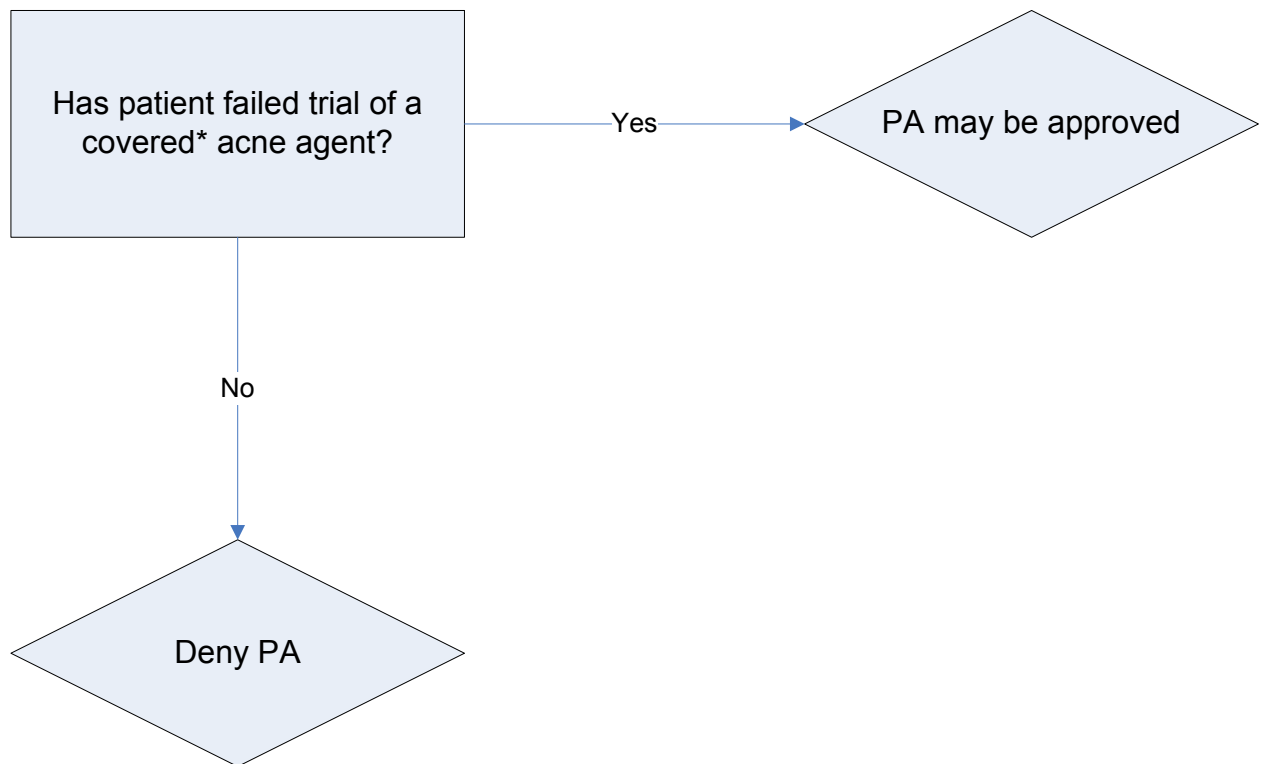 Has patient failed trial of a
covered* acne agent?
Yes
PA may be approved
No
Deny PA